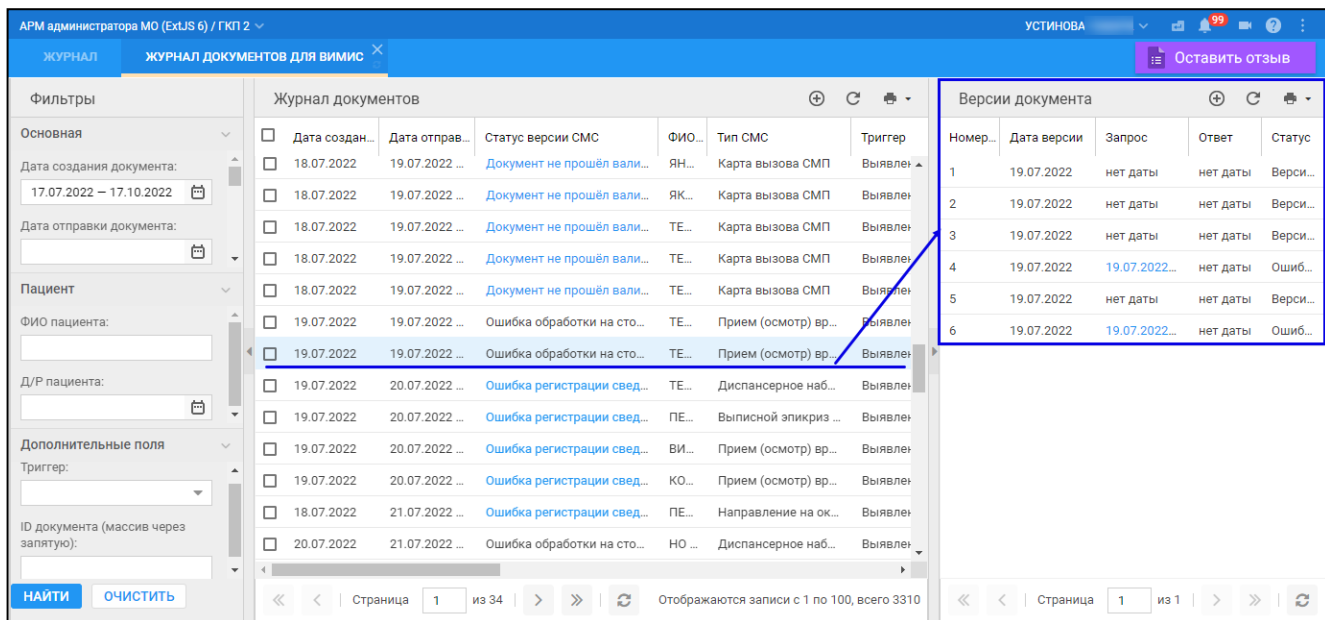 АРМ администратора МО (ExtJS 6) / ГКП 2 УСТИНОВА 99
ЖУРНАЛ ЖУРНАЛ ДОКУМЕНТОВ ДЛЯ ВИМИС Оставить отзыв
Фильтры
Основная
Дата создания документа:
17.07.2022 — 17.10.2022
Дата отправки документа:
Пациент
ФИО пациента:
Д/Р пациента:
Дополнительные поля
Триггер:
ID документа (массив через
запятую):
НАЙТИ ОЧИСТИТЬ
Журнал документов
Дата создан... Дата отправ... Статус версии СМС ФИО... Тип СМС Триггер
18.07.2022 19.07.2022 ... Документ не прошёл вали... ЯН... Карта вызова СМП Выявлен
18.07.2022 19.07.2022 ... Документ не прошёл вали... ЯК... Карта вызова СМП Выявлен
18.07.2022 19.07.2022 ... Документ не прошёл вали... ТЕ... Карта вызова СМП Выявлен
18.07.2022 19.07.2022 ... Документ не прошёл вали... ТЕ... Карта вызова СМП Выявлен
18.07.2022 19.07.2022 ... Документ не прошёл вали... ТЕ... Карта вызова СМП Выявлен
19.07.2022 19.07.2022 ... Ошибка обработки на сто... ТЕ... Прием (осмотр) вр... Выявлен
19.07.2022 19.07.2022 ... Ошибка обработки на сто... ТЕ... Прием (осмотр) вр... Выявлен
19.07.2022 20.07.2022 ... Ошибка регистрации свед... ТЕ... Диспансерное наб... Выявлен
19.07.2022 20.07.2022 ... Ошибка регистрации свед... ПЕ... Выписной эпикриз ... Выявлен
19.07.2022 20.07.2022 ... Ошибка регистрации свед... ВИ... Прием (осмотр) вр... Выявлен
19.07.2022 20.07.2022 ... Ошибка регистрации свед... КО... Прием (осмотр) вр... Выявлен
18.07.2022 21.07.2022 ... Ошибка регистрации свед... ПЕ... Направление на ок... Выявлен
20.07.2022 21.07.2022 ... Ошибка обработки на сто... НО ... Диспансерное наб... Выявлен
Страница 1 из 34 Отображаются записи с 1 по 100, всего 3310
Версии документа
Номер... Дата версии Запрос Ответ Статус
1 19.07.2022 нет даты нет даты Верси...
2 19.07.2022 нет даты нет даты Верси...
3 19.07.2022 нет даты нет даты Верси...
4 19.07.2022 19.07.2022... нет даты Ошиб...
5 19.07.2022 нет даты нет даты Верси...
6 19.07.2022 19.07.2022... нет даты Ошиб...
Страница 1 из 1